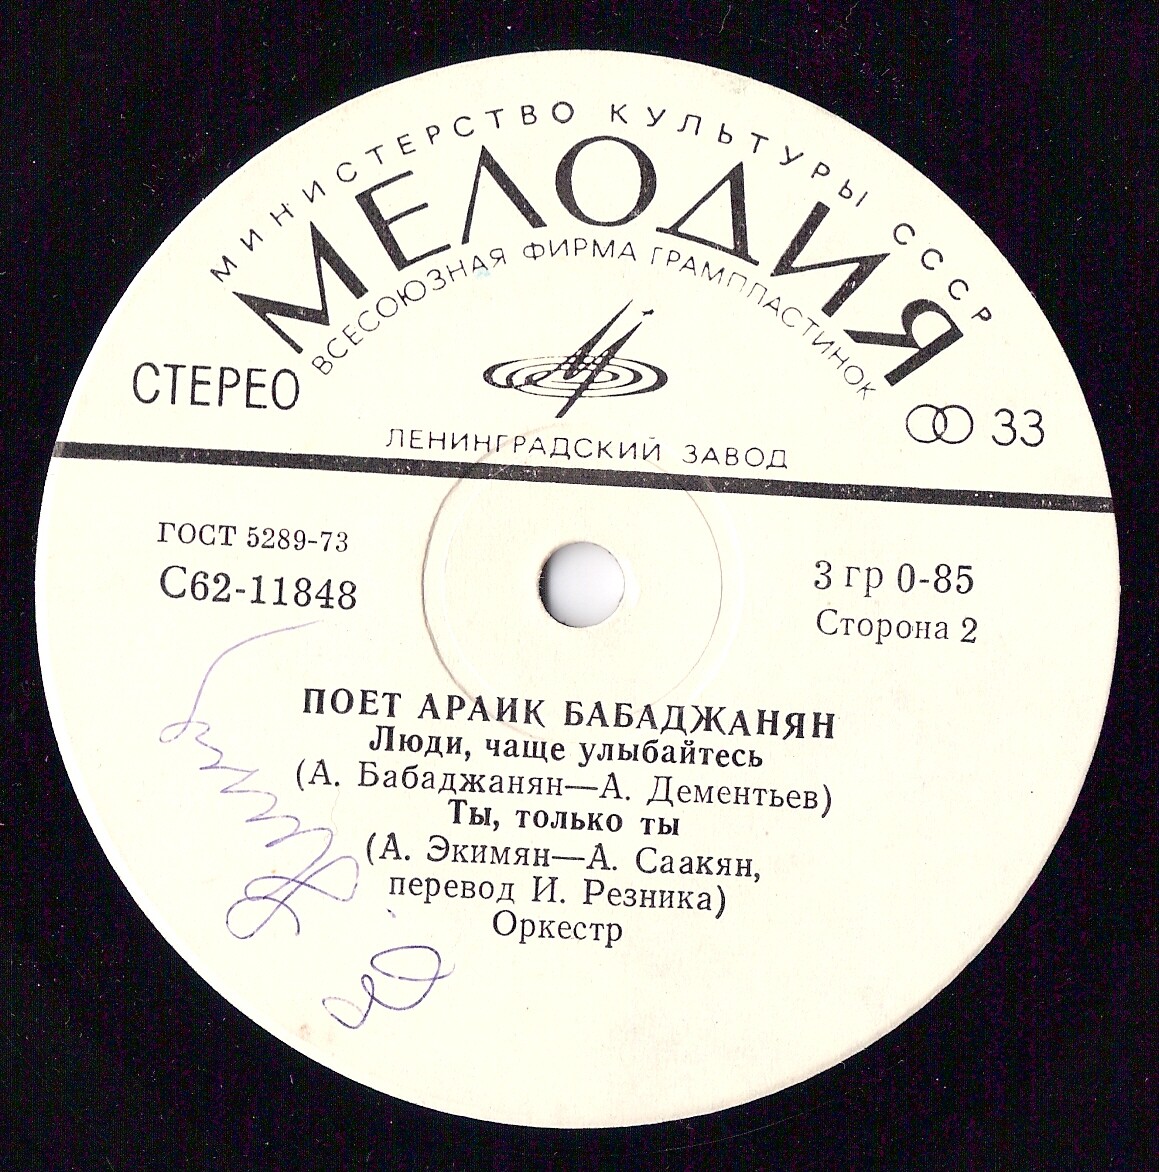 МИНИСТЕРСТВО КУЛЬТУРЫ СССР
МЕЛОДИЯ
ВСЕСОЮЗНАЯ ФИРМА ГРАМПЛАСТИНОК
СТЕРЕО
33
ЛЕНИНГРАДСКИЙ ЗАВОД
ГОСТ 5289-73
С62-11848
3 гр 0-85
Сторона 2
ПОЕТ АРАИК БАБАДЖАНЯН
Люди, чаще улыбайтесь
(А. Бабаджанян—А. Дементьев)
Ты, только ты
(А. Экимян—А. Саакян,
перевод И. Резника)
Оркестр